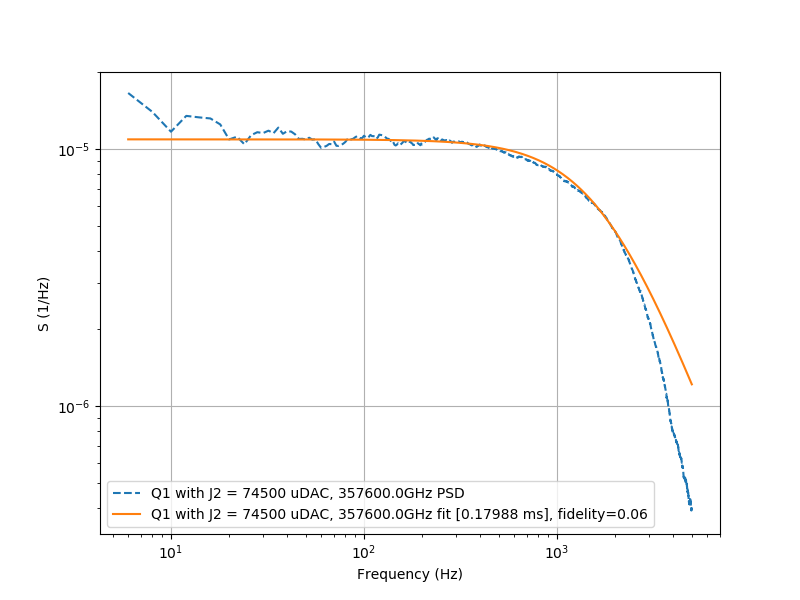 S (1/Hz)
10⁻⁵
10⁻⁶
Q1 with J2 = 74500 uDAC, 357600.0GHz PSD
Q1 with J2 = 74500 uDAC, 357600.0GHz fit [0.17988 ms], fidelity=0.06
10¹ 10² 10³
Frequency (Hz)